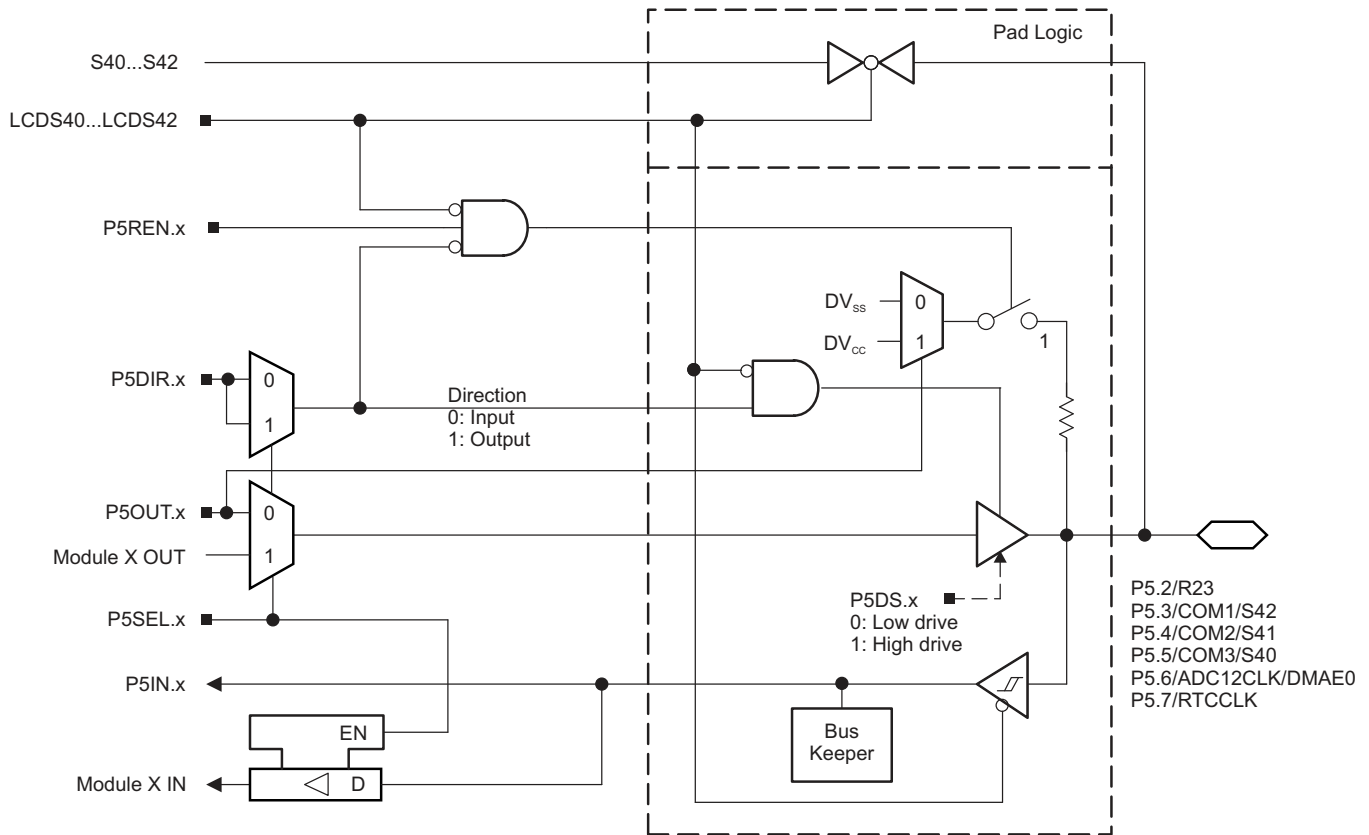 Pad Logic
S40...S42
LCDS40...LCDS42
P5REN.x
DVSS
0
DVCC
1
1
P5DIR.x
0
1
Direction
0: Input
1: Output
P5OUT.x
0
Module X OUT
1
P5DS.x
0: Low drive
1: High drive
P5SEL.x
P5IN.x
P5.2/R23
P5.3/COM1/S42
P5.4/COM2/S41
P5.5/COM3/S40
P5.6/ADC12CLK/DMAE0
P5.7/RTCCLK
EN
Bus
Keeper
Module X IN
D